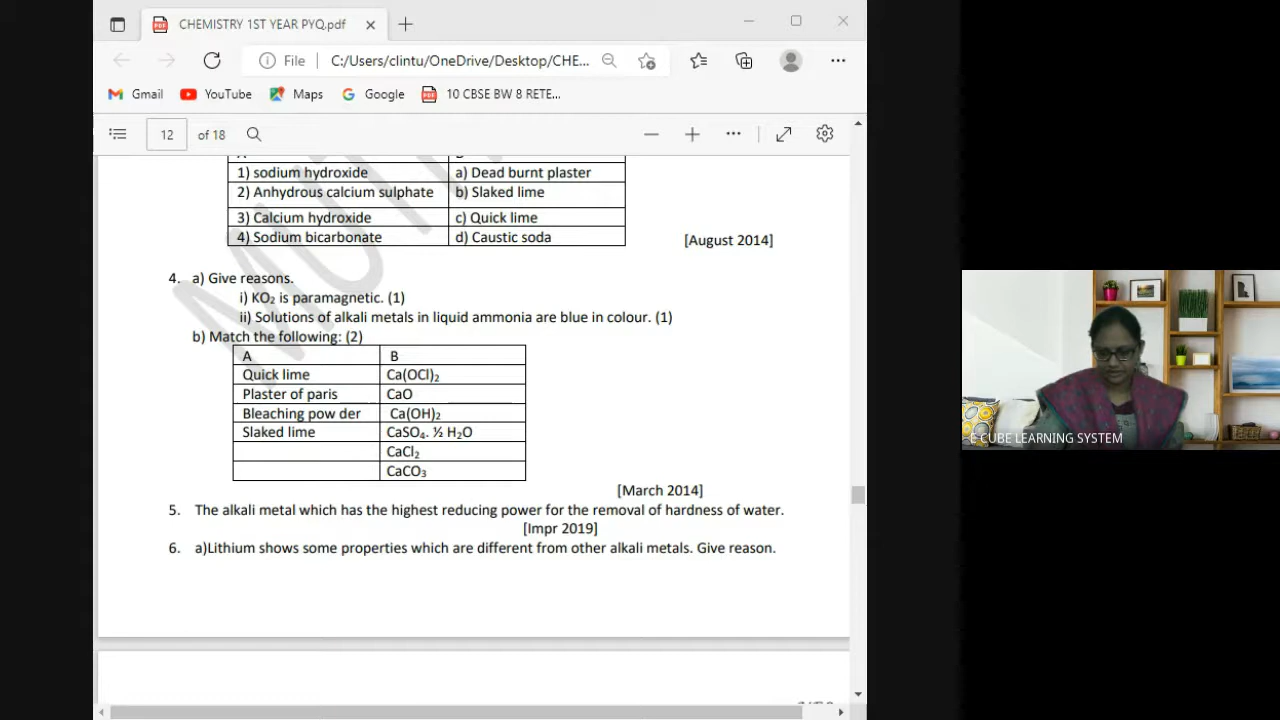 CHEMISTRY 1ST YEAR PYQ.pdf
File C:/Users/clintu/OneDrive/Desktop/CHE...
Gmail YouTube Maps Google 10 CBSE BW 8 RETE...
12 of 18
1) sodium hydroxide a) Dead burnt plaster
2) Anhydrous calcium sulphate b) Slaked lime
3) Calcium hydroxide c) Quick lime
4) Sodium bicarbonate d) Caustic soda
[August 2014]
4. a) Give reasons.
i) KO₂ is paramagnetic. (1)
ii) Solutions of alkali metals in liquid ammonia are blue in colour. (1)
b) Match the following: (2)
A B
Quick lime Ca(OCl)₂
Plaster of paris CaO
Bleaching pow der Ca(OH)₂
Slaked lime CaSO₄. ½ H₂O
CaCl₂
CaCO₃
[March 2014]
5. The alkali metal which has the highest reducing power for the removal of hardness of water.
[Impr 2019]
6. a)Lithium shows some properties which are different from other alkali metals. Give reason.
E CUBE LEARNING SYSTEM